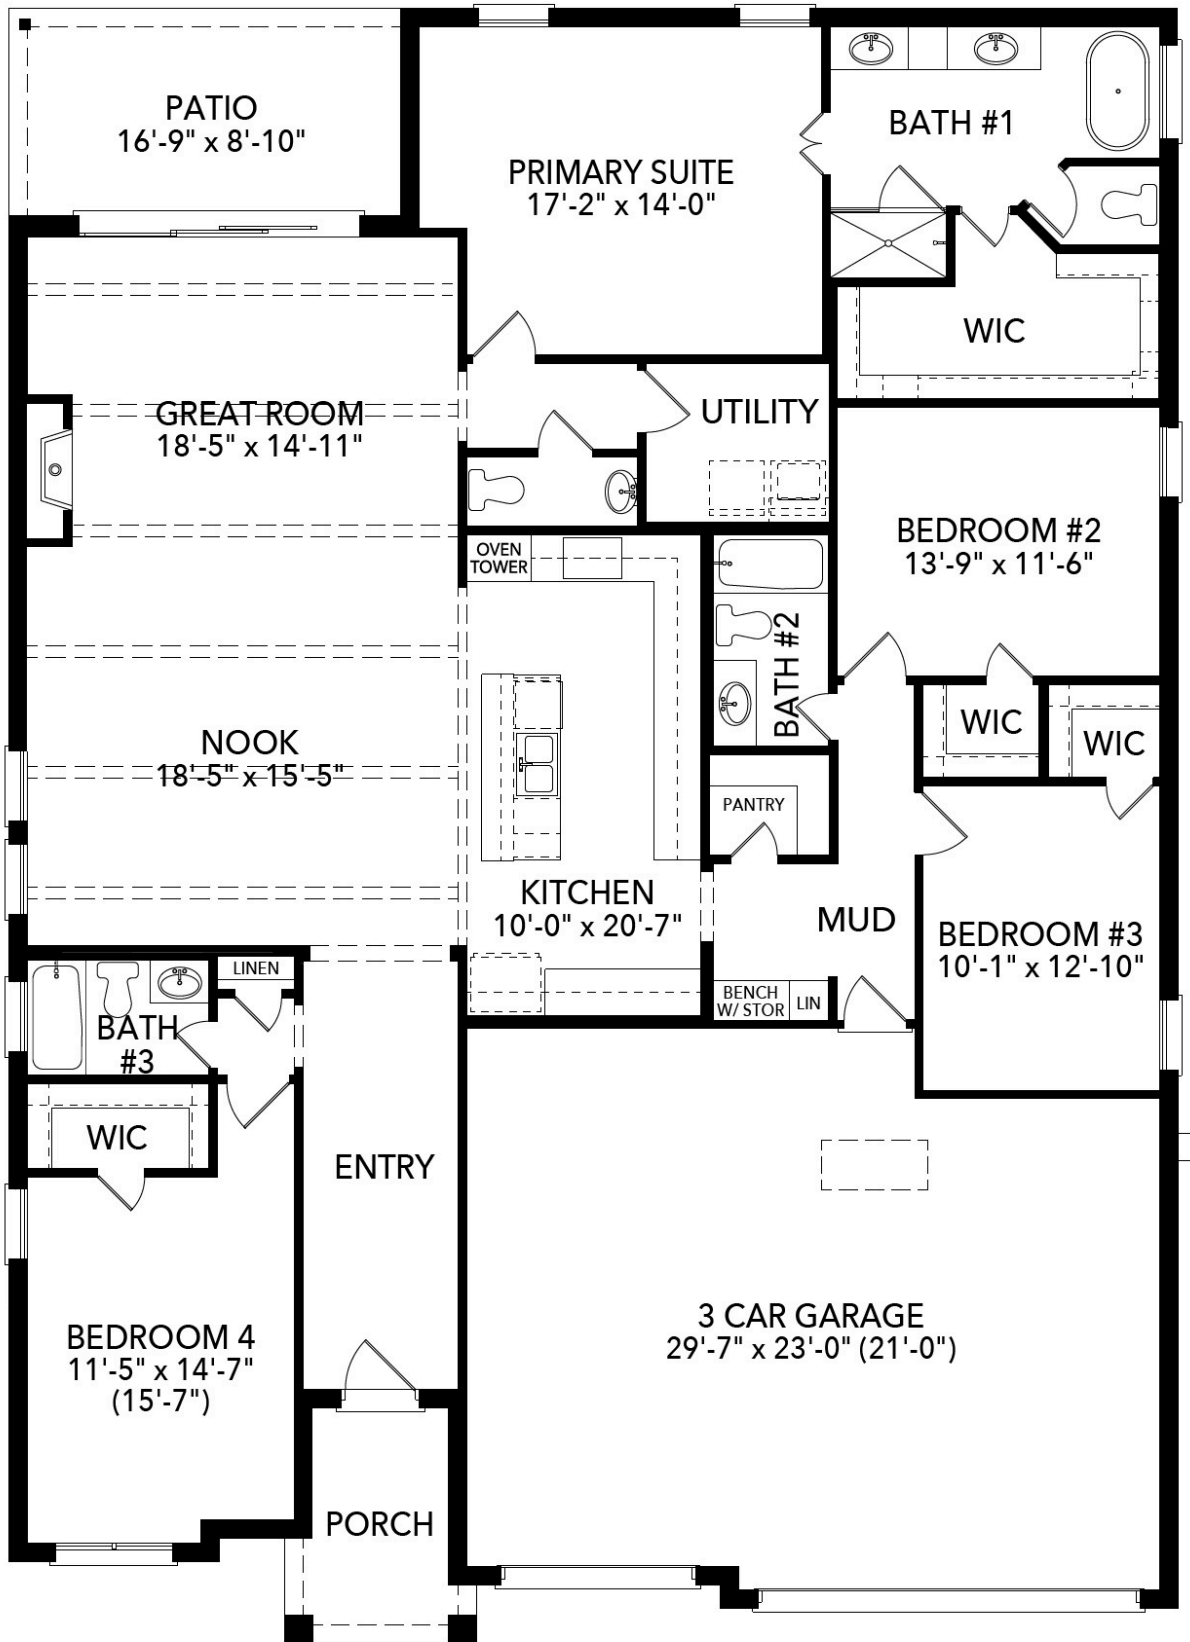 PATIO
16'-9" x 8'-10"
PRIMARY SUITE
17'-2" x 14'-0"
BATH #1
WIC
GREAT ROOM
18'-5" x 14'-11"
UTILITY
OVEN
TOWER
BEDROOM #2
13'-9" x 11'-6"
BATH #2
NOOK
18'-5" x 15'-5"
WIC
WIC
PANTRY
KITCHEN
10'-0" x 20'-7"
MUD
BEDROOM #3
10'-1" x 12'-10"
LINEN
BENCH
W/ STOR
LIN
BATH
#3
WIC
ENTRY
BEDROOM 4
11'-5" x 14'-7"
(15'-7")
3 CAR GARAGE
29'-7" x 23'-0" (21'-0")
PORCH